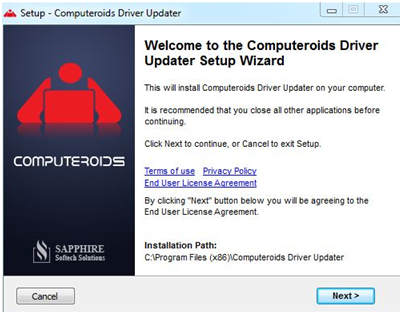 Setup - Computeroids Driver Updater
Welcome to the Computeroids Driver
Updater Setup Wizard
This will install Computeroids Driver Updater on your computer.
It is recommended that you close all other applications before
continuing.
Click Next to continue, or Cancel to exit Setup.
Terms of use Privacy Policy
End User License Agreement
By clicking "Next" button below you will be agreeing to the
End User License Agreement.
Installation Path:
C:\Program Files (x86)\Computeroids Driver Updater
COMPUTEROIDS
SAPPHIRE
Softech Solutions
Cancel
Next >